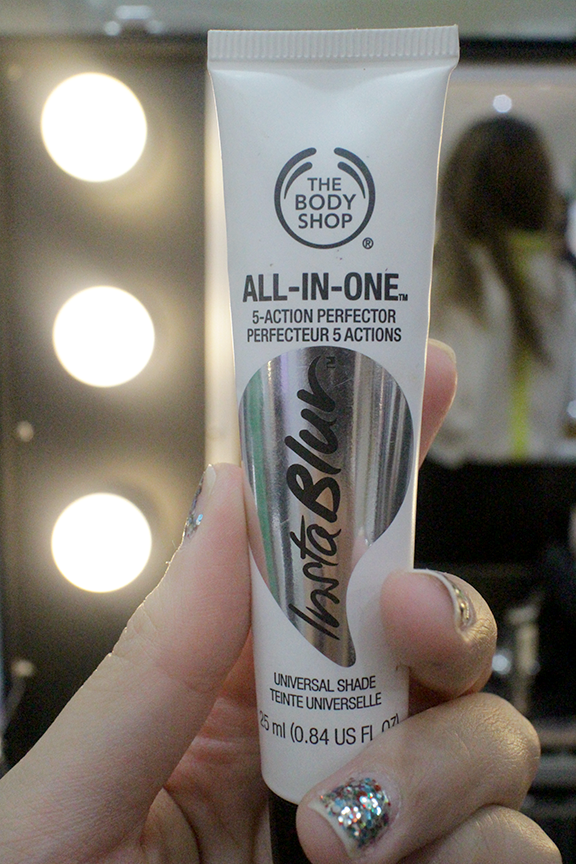 THE
BODY
SHOP
®
ALL-IN-ONE™
5-ACTION PERFECTOR
PERFECTEUR 5 ACTIONS
InstaBlur™
UNIVERSAL SHADE
TEINTE UNIVERSELLE
25 ml (0.84 US FL OZ)